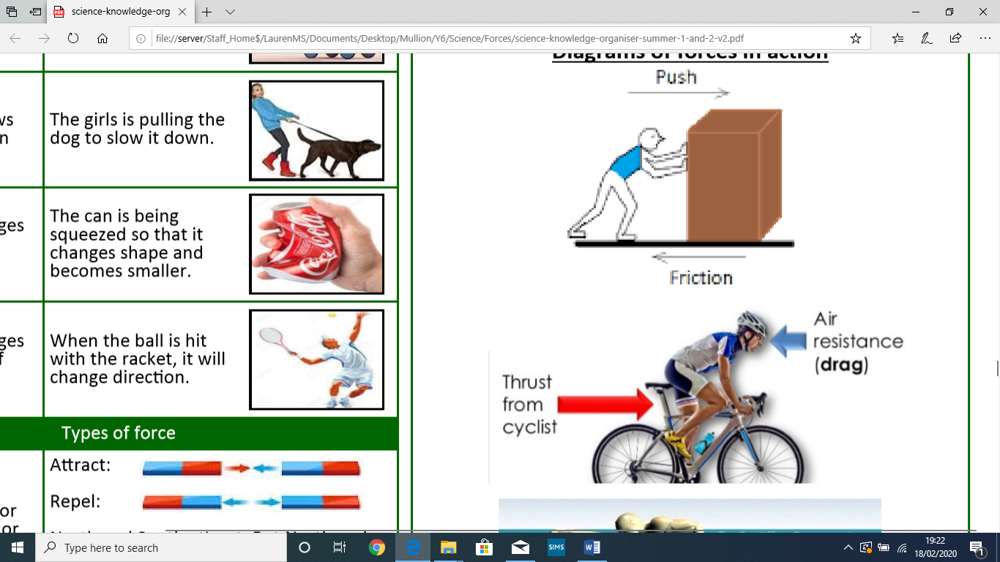 science-knowledge-org
file://server/Staff_Home$/LaurenMS/Documents/Desktop/Mullion/Y6/Science/Forces/science-knowledge-organiser-summer-1-and-2-v2.pdf
The girls is pulling the
dog to slow it down.
ges
The can is being
squeezed so that it
changes shape and
becomes smaller.
Coca Cola
ges
When the ball is hit
with the racket, it will
change direction.
Types of force
Attract:
Repel:
or
or
Diagrams of forces in action
Push
Friction
Air
resistance
(drag)
Thrust
from
cyclist
Type here to search
SIMS
19:22
18/02/2020
1